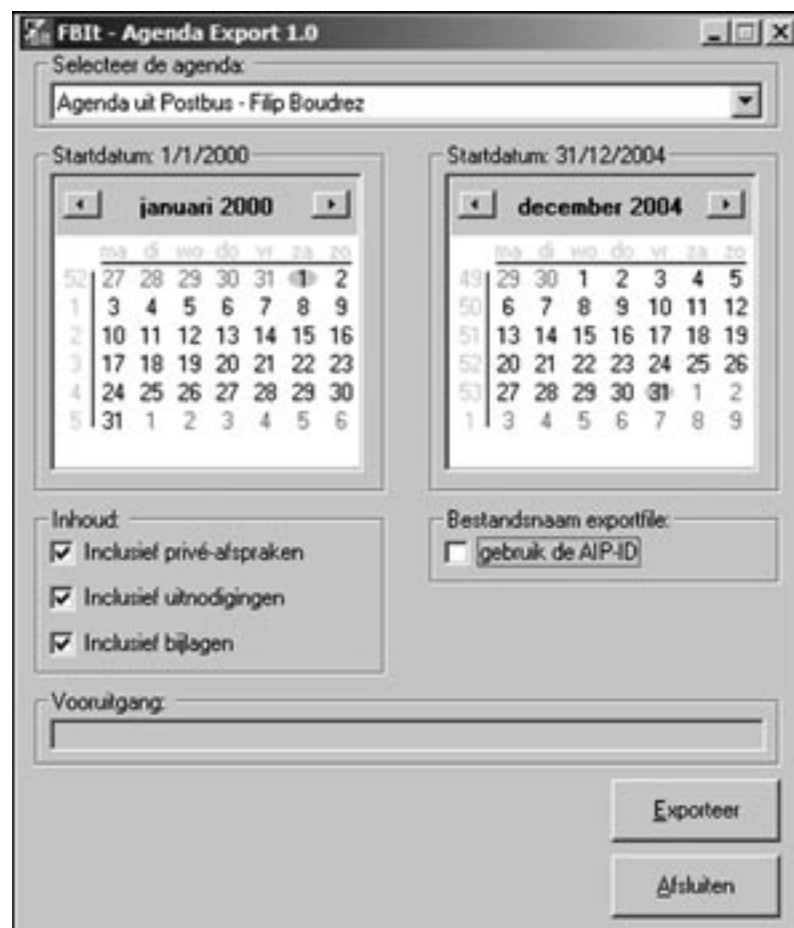 FBIt - Agenda Export 1.0
Selecteer de agenda:
Agenda uit Postbus - Filip Boudrez
Startdatum: 1/1/2000
januari 2000
ma di wo do vr za zo
52 27 28 29 30 31 1 2
1 3 4 5 6 7 8 9
2 10 11 12 13 14 15 16
3 17 18 19 20 21 22 23
4 24 25 26 27 28 29 30
5 31 1 2 3 4 5 6
Startdatum: 31/12/2004
december 2004
ma di wo do vr za zo
49 29 30 1 2 3 4 5
50 6 7 8 9 10 11 12
51 13 14 15 16 17 18 19
52 20 21 22 23 24 25 26
53 27 28 29 30 31 1 2
1 3 4 5 6 7 8 9
Inhoud:
Inclusief privé-afspraken
Inclusief uitnodigingen
Inclusief bijlagen
Bestandsnaam exportfile:
gebruik de AIP-ID
Vooruitgang:
Exporteer
Afsluiten